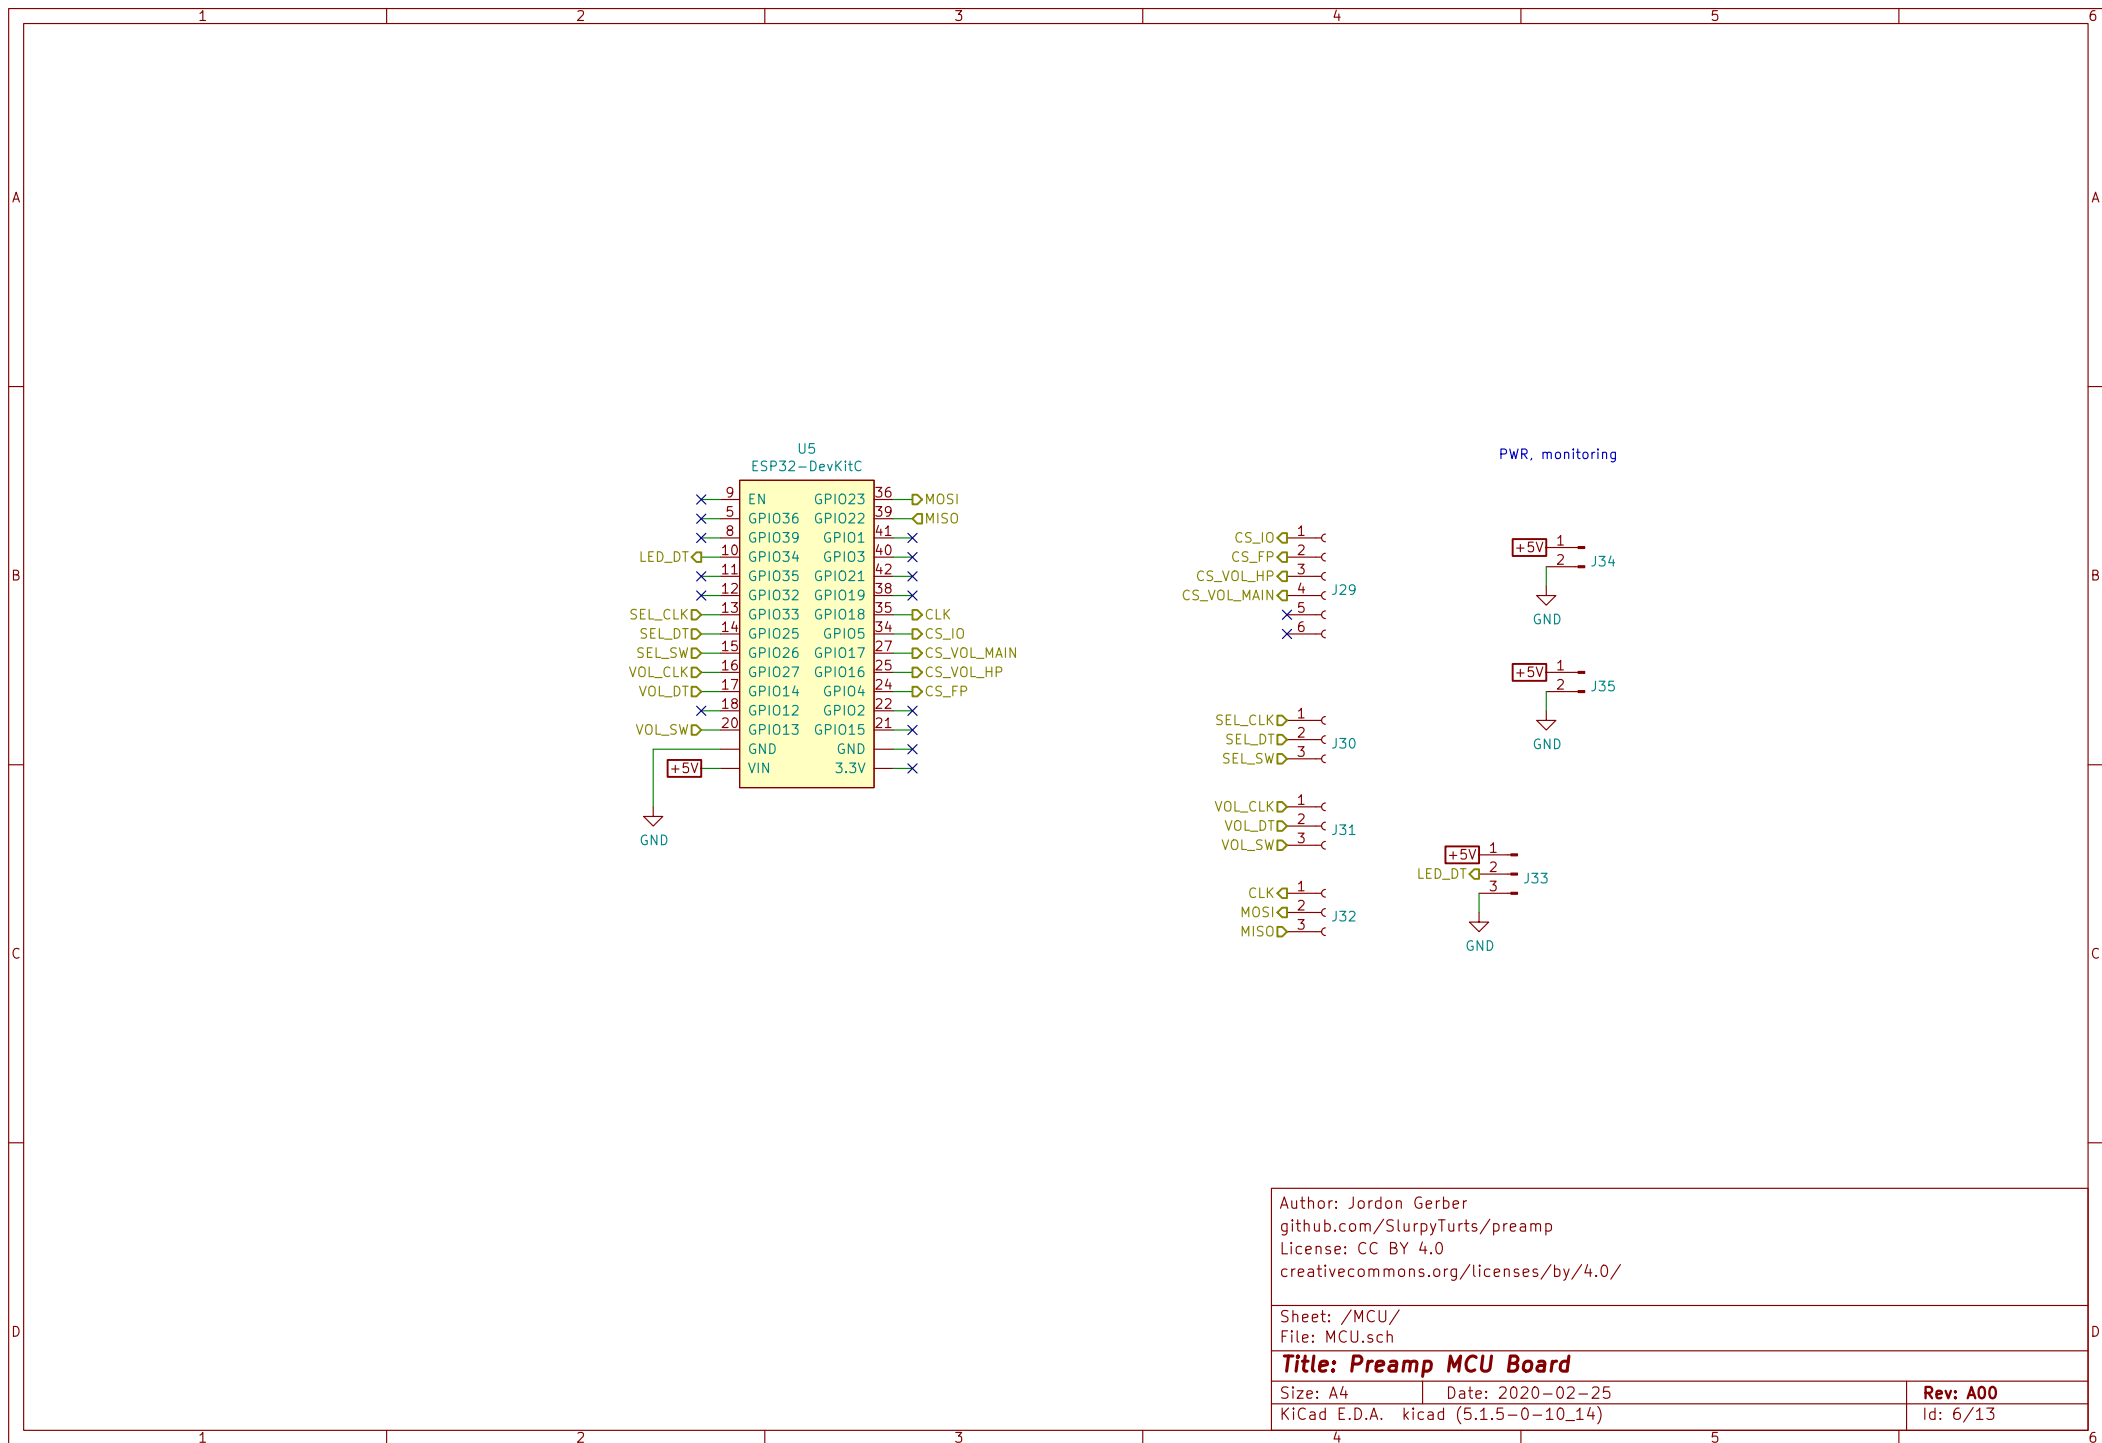 1 2 3 4 5 6
A A
B B
C C
D D
U5
ESP32-DevKitC
9 EN GPIO23 36 MOSI
5 GPIO36 GPIO22 39 MISO
8 GPIO39 GPIO1 41
LED_DT 10 GPIO34 GPIO3 40
11 GPIO35 GPIO21 42
12 GPIO32 GPIO19 38
SEL_CLK 13 GPIO33 GPIO18 35 CLK
SEL_DT 14 GPIO25 GPIO5 34 CS_IO
SEL_SW 15 GPIO26 GPIO17 27 CS_VOL_MAIN
VOL_CLK 16 GPIO27 GPIO16 25 CS_VOL_HP
VOL_DT 17 GPIO14 GPIO4 24 CS_FP
18 GPIO12 GPIO2 22
VOL_SW 20 GPIO13 GPIO15 21
GND GND
+5V VIN 3.3V
GND
CS_IO 1
CS_FP 2
CS_VOL_HP 3
CS_VOL_MAIN 4
5
6
J29
SEL_CLK 1
SEL_DT 2
SEL_SW 3
J30
VOL_CLK 1
VOL_DT 2
VOL_SW 3
J31
CLK 1
MOSI 2
MISO 3
J32
PWR, monitoring
+5V 1
2
J34
GND
+5V 1
2
J35
GND
+5V 1
LED_DT 2
3
J33
GND
Author: Jordon Gerber
github.com/SlurpyTurts/preamp
License: CC BY 4.0
creativecommons.org/licenses/by/4.0/
Sheet: /MCU/
File: MCU.sch
Title: Preamp MCU Board
Size: A4 Date: 2020-02-25 Rev: A00
KiCad E.D.A. kicad (5.1.5-0-10_14) Id: 6/13
1 2 3 4 5 6